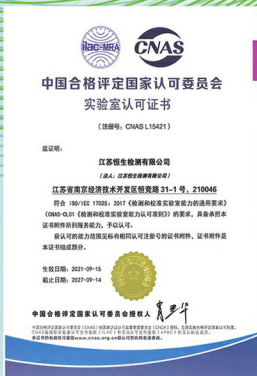 ilac-MRA
CNAS
中国合格评定国家认可委员会
实验室认可证书
（注册号：CNAS L15421）
兹证明：
江苏恒生检测有限公司
（法人：江苏恒生检测有限公司）
江苏省南京经济技术开发区恒竞路 31-1 号，210046
符合 ISO/IEC 17025：2017《检测和校准实验室能力的通用要求》
（CNAS-CL01《检测和校准实验室能力认可准则》）的要求，具备承担本
证书附件所列服务能力，予以认可。
获认可的能力范围见标有相同认可注册号的证书附件，证书附件是
本证书组成部分。
生效日期：2021-09-15
截止日期：2027-09-14
中国合格评定国家认可委员会授权人